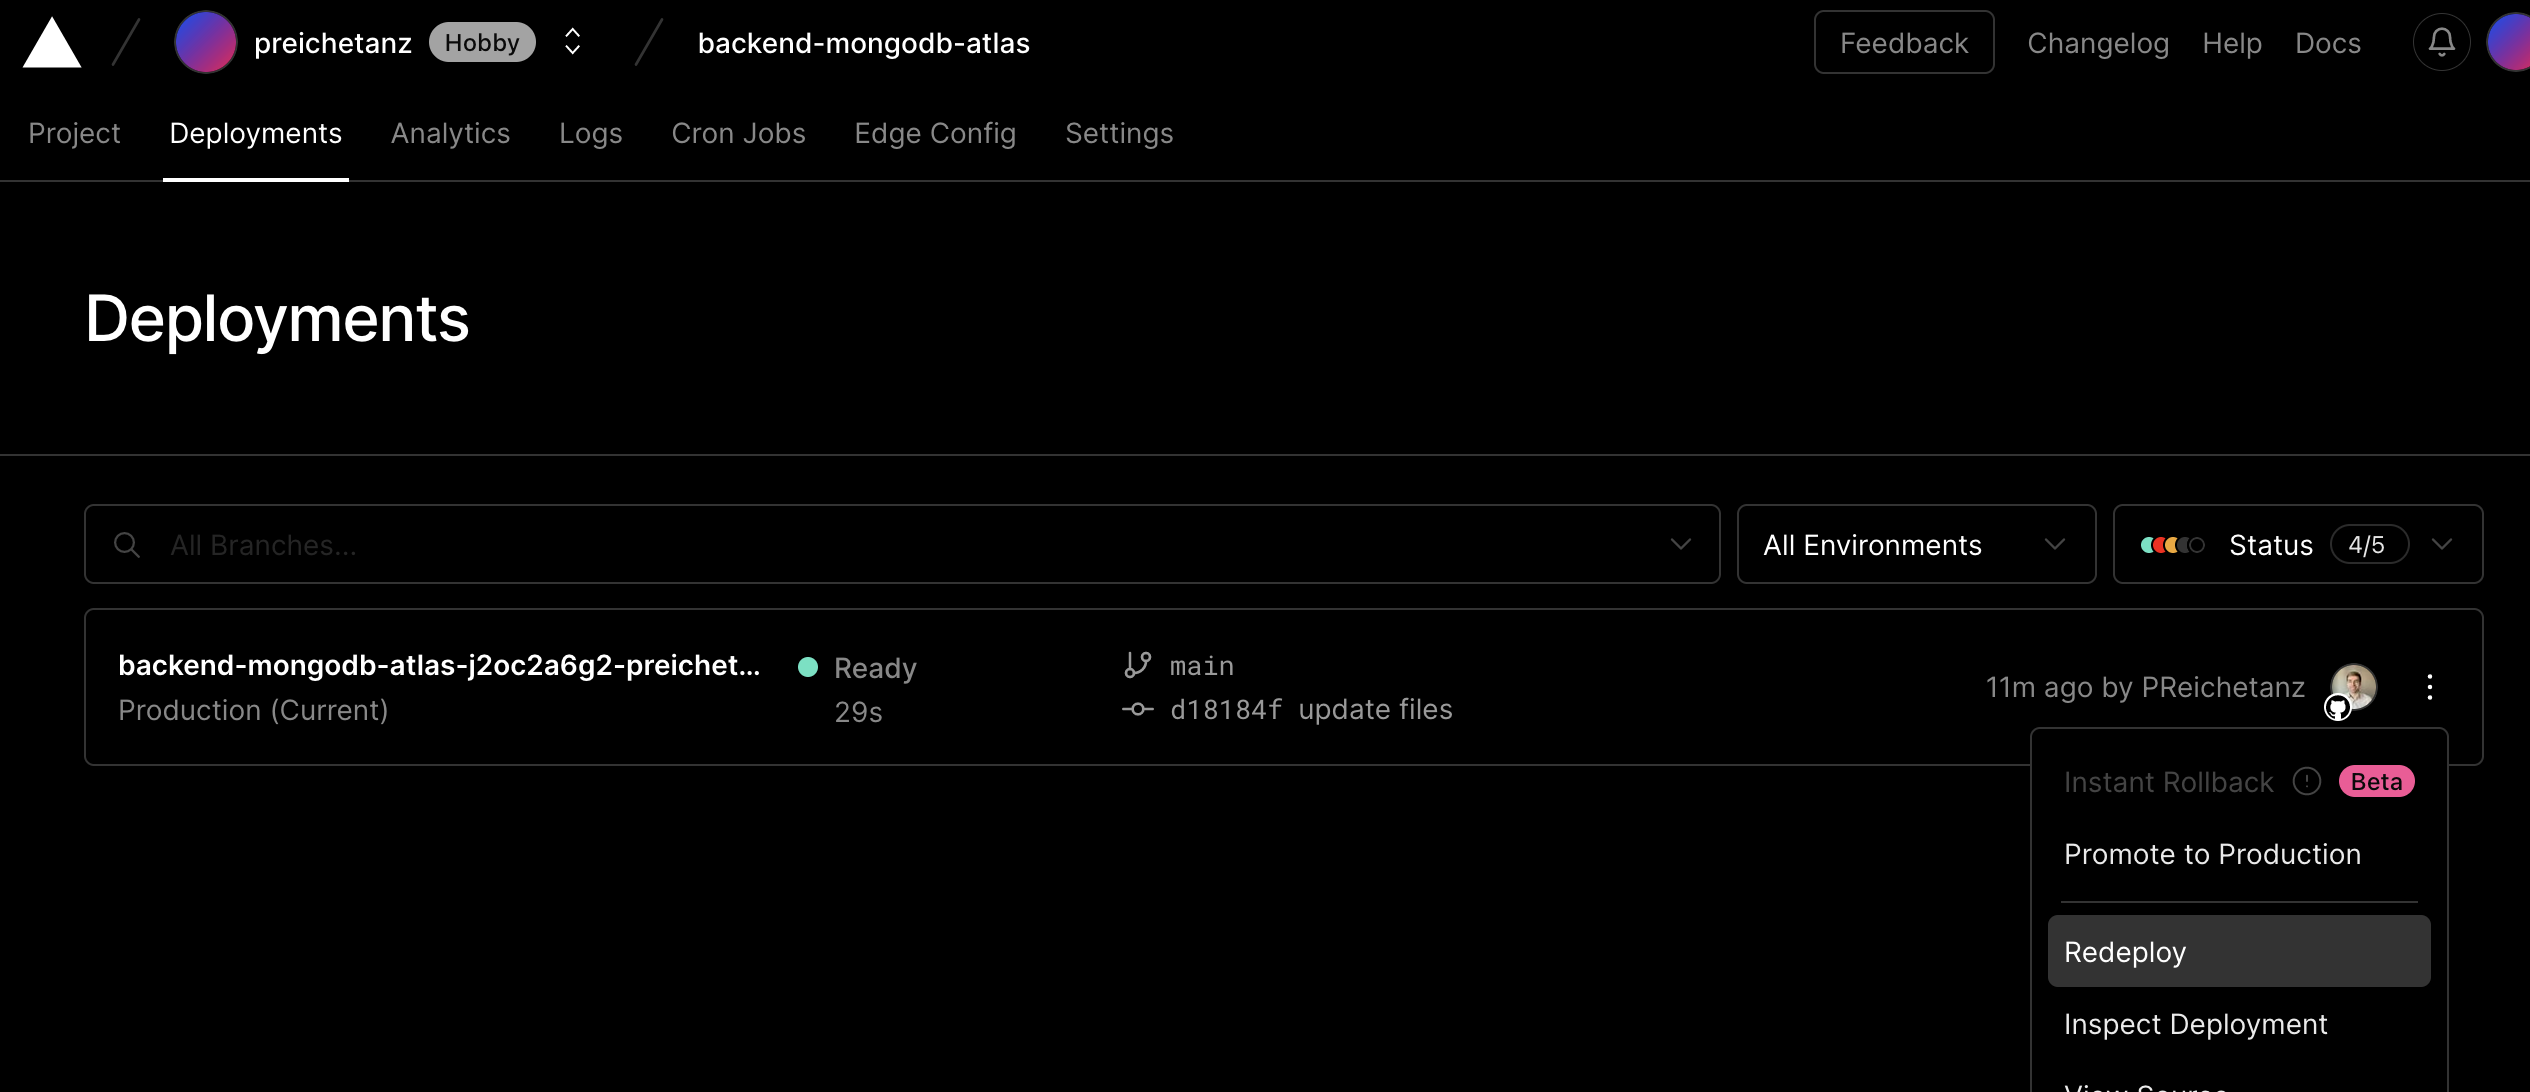 preichetanz Hobby backend-mongodb-atlas Feedback Changelog Help Docs
Project Deployments Analytics Logs Cron Jobs Edge Config Settings
Deployments
All Branches... All Environments Status 4/5
backend-mongodb-atlas-j2oc2a6g2-preichet... Ready main
Production (Current) 29s d18184f update files
11m ago by PReichetanz
Instant Rollback Beta
Promote to Production
Redeploy
Inspect Deployment
View Source